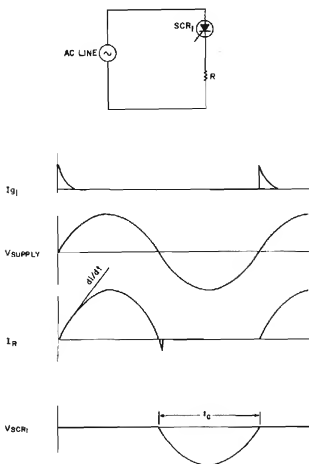 SCR1
AC LINE
R
Ig1
VSUPPLY
di/dt
IR
tc
VSCR1